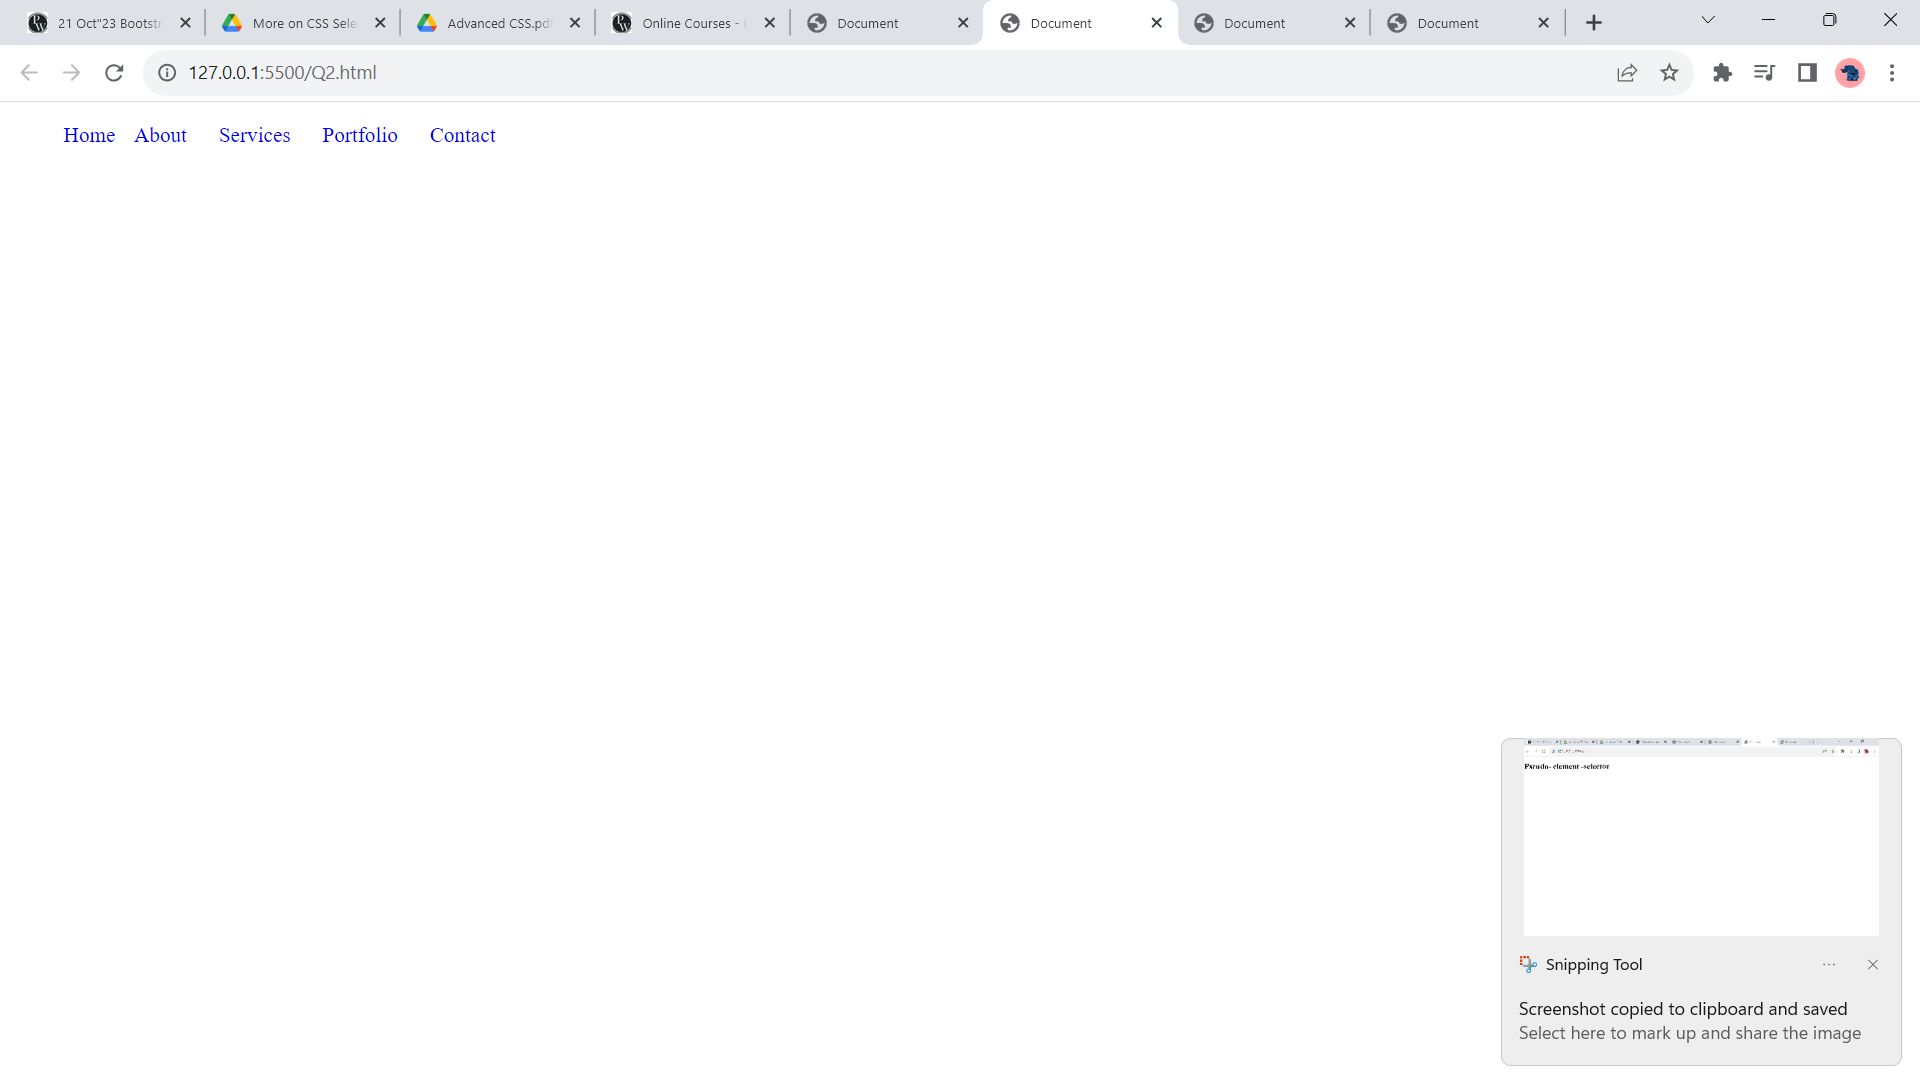 21 Oct"23 Bootstr
More on CSS Sele
Advanced CSS.pdf
Online Courses - L
Document
Document
Document
Document
127.0.0.1:5500/Q2.html
Home About Services Portfolio Contact
Pseudo- element -selector
Snipping Tool
Screenshot copied to clipboard and saved
Select here to mark up and share the image